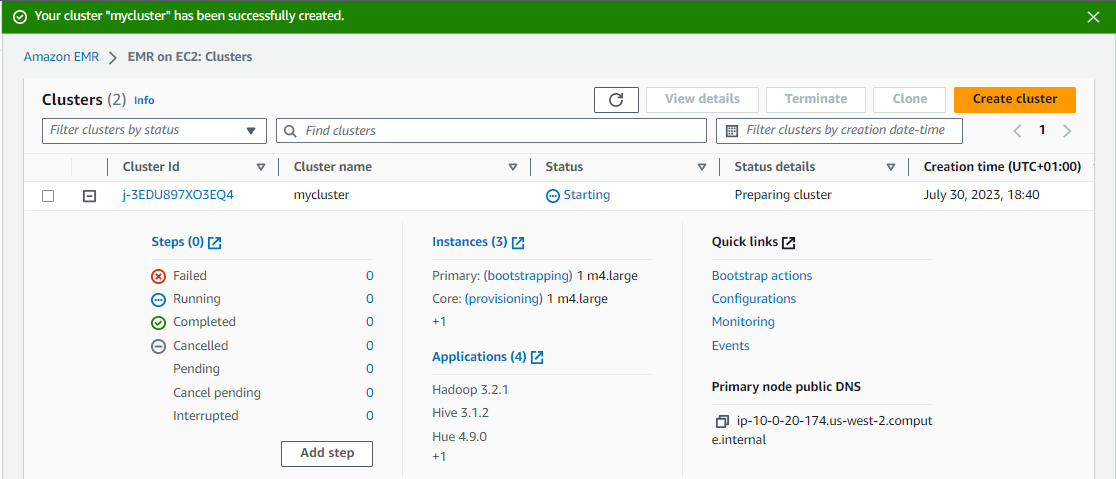 Your cluster "mycluster" has been successfully created.
Amazon EMR > EMR on EC2: Clusters
Clusters (2) Info
View details Terminate Clone Create cluster
Filter clusters by status Find clusters Filter clusters by creation date-time 1
Cluster Id Cluster name Status Status details Creation time (UTC+01:00)
j-3EDU897XO3EQ4 mycluster Starting Preparing cluster July 30, 2023, 18:40
Steps (0)
Failed 0
Running 0
Completed 0
Cancelled 0
Pending 0
Cancel pending 0
Interrupted 0
Add step
Instances (3)
Primary: (bootstrapping) 1 m4.large
Core: (provisioning) 1 m4.large
+1
Applications (4)
Hadoop 3.2.1
Hive 3.1.2
Hue 4.9.0
+1
Quick links
Bootstrap actions
Configurations
Monitoring
Events
Primary node public DNS
ip-10-0-20-174.us-west-2.comput
e.internal